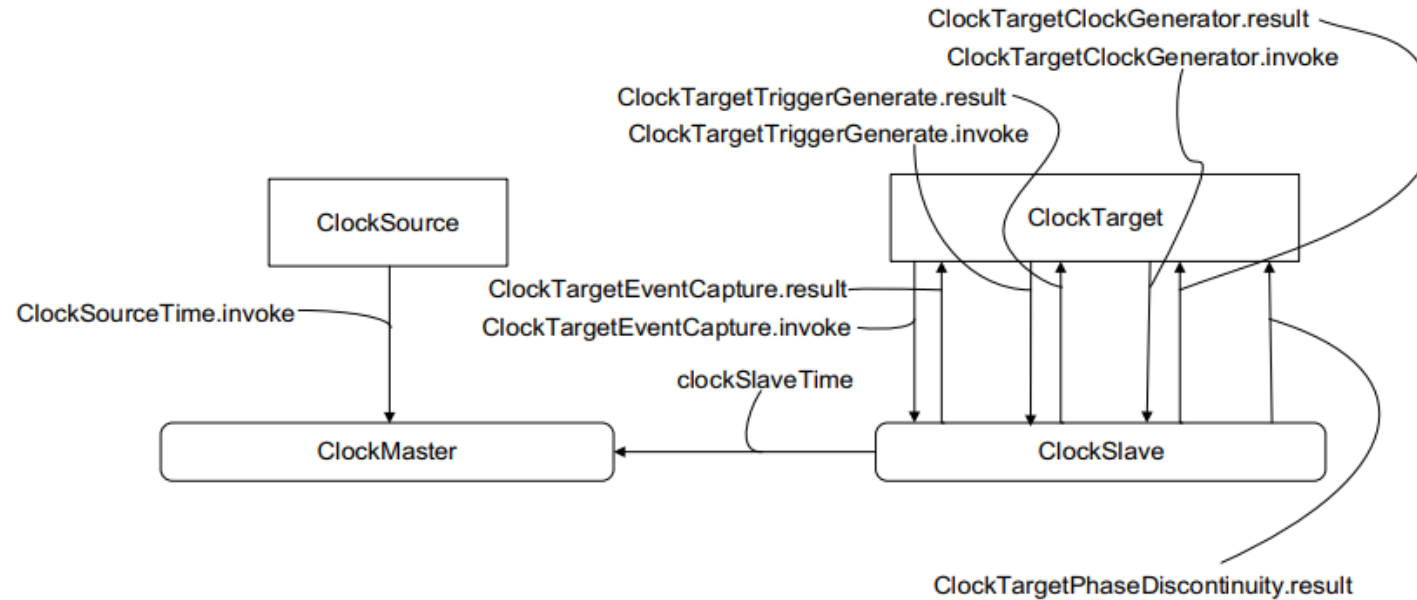 ClockTargetClockGenerator.result
ClockTargetClockGenerator.invoke
ClockTargetTriggerGenerate.result
ClockTargetTriggerGenerate.invoke
ClockSource
ClockTarget
ClockTargetEventCapture.result
ClockSourceTime.invoke
ClockTargetEventCapture.invoke
clockSlaveTime
ClockMaster
ClockSlave
ClockTargetPhaseDiscontinuity.result